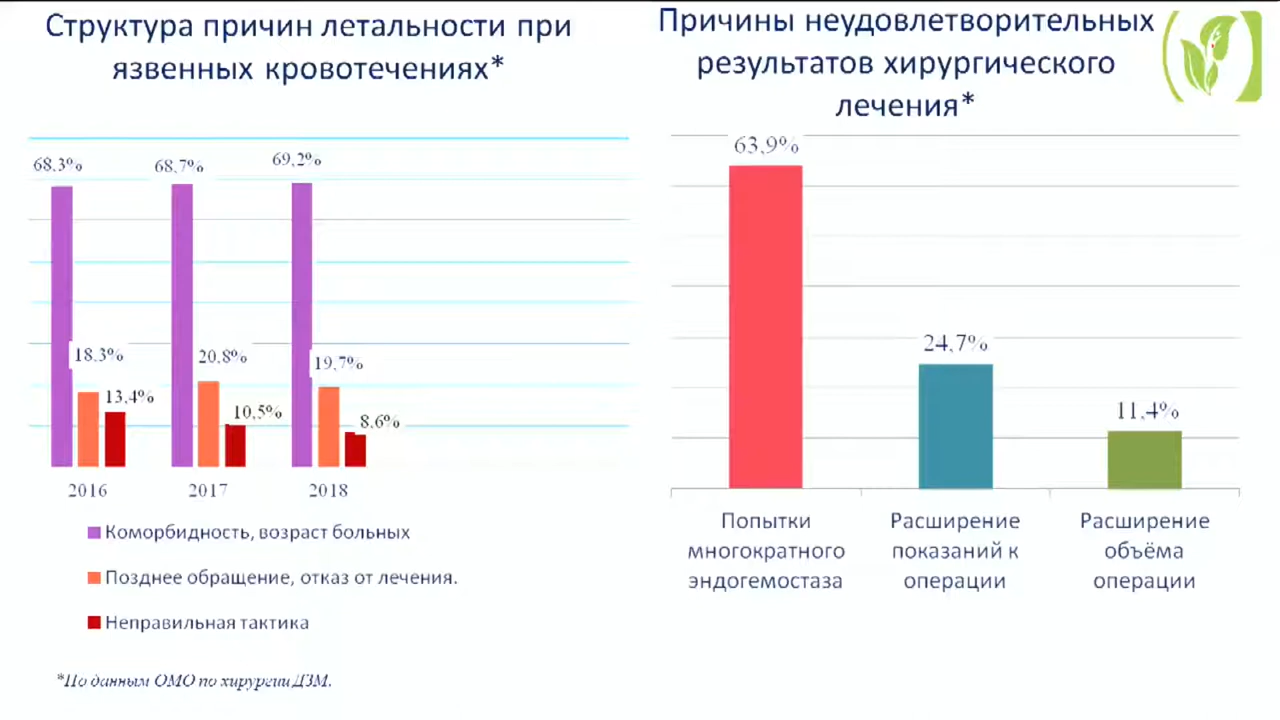 Структура причин летальности при
язвенных кровотечениях*
68,3%
68,7%
69,2%
18,3%
13,4%
20,8%
10,5%
19,7%
8,6%
2016
2017
2018
Коморбидность, возраст больных
Позднее обращение, отказ от лечения.
Неправильная тактика
*По данным ОМО по хирургии ДЗМ.
Причины неудовлетворительных
результатов хирургического
лечения*
63,9%
24,7%
11,4%
Попытки
многократного
эндогемостаза
Расширение
показаний к
операции
Расширение
объёма
операции